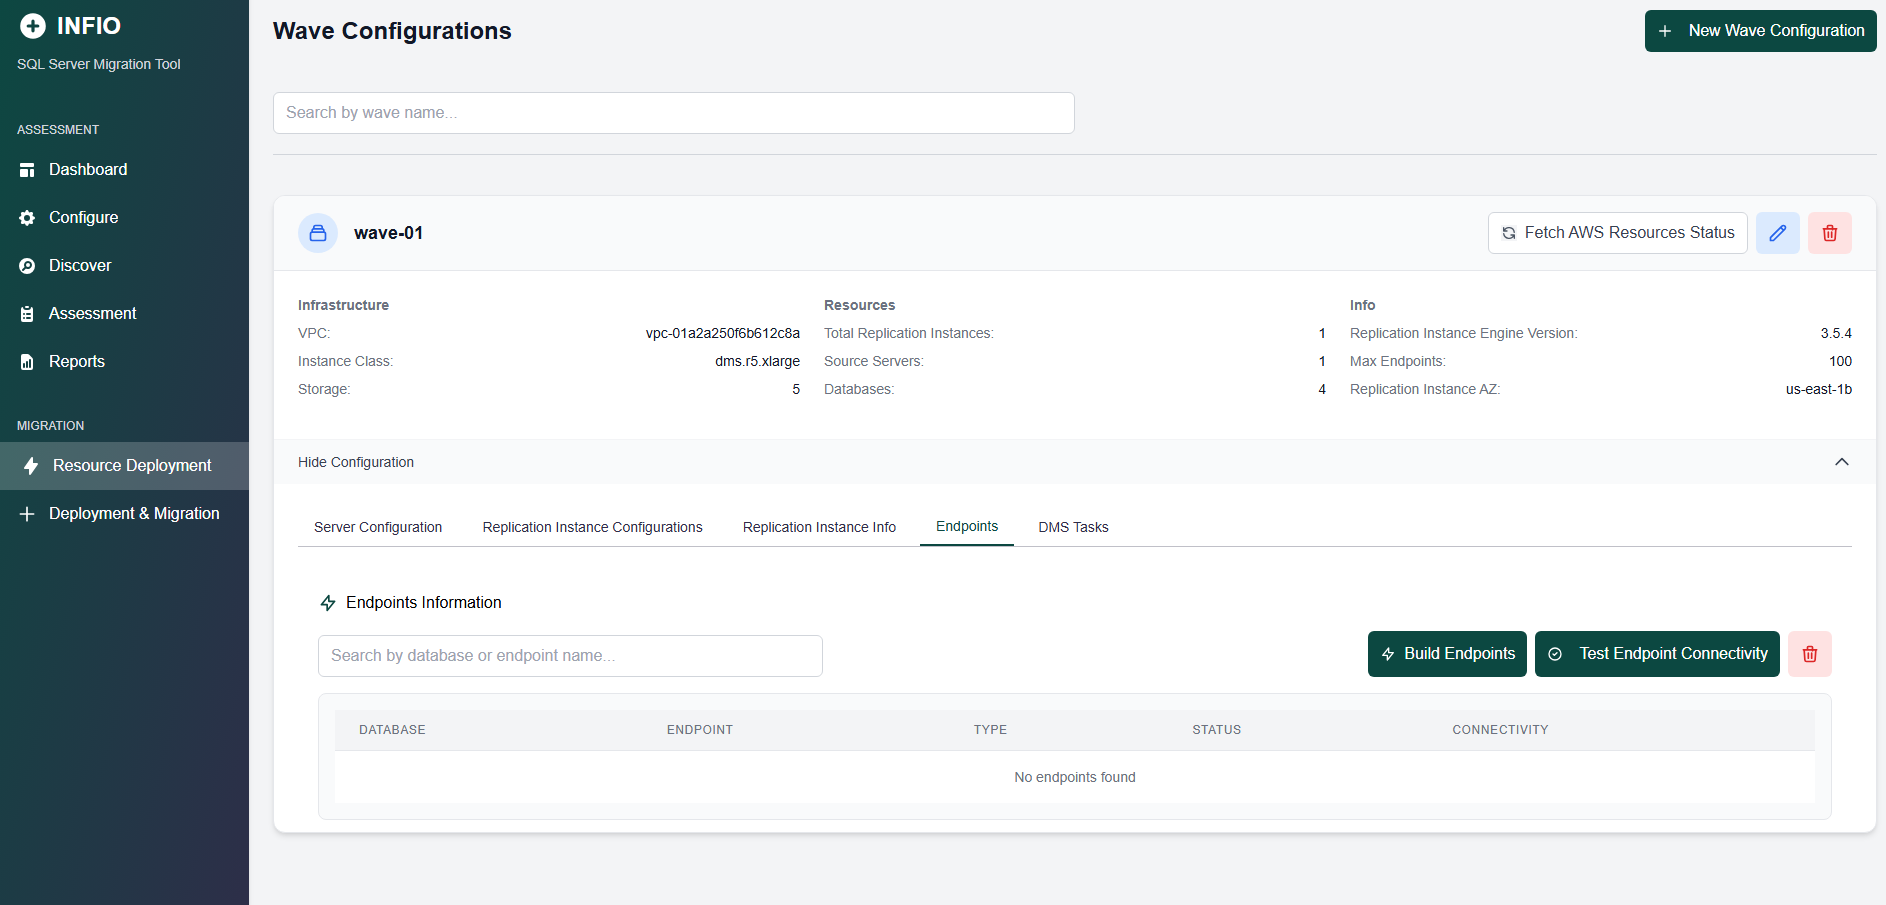 INFIO
SQL Server Migration Tool
ASSESSMENT
Dashboard
Configure
Discover
Assessment
Reports
MIGRATION
Resource Deployment
Deployment & Migration
Wave Configurations
New Wave Configuration
Search by wave name...
wave-01
Fetch AWS Resources Status
Infrastructure
VPC: vpc-01a2a250f6b612c8a
Instance Class: dms.r5.xlarge
Storage: 5
Resources
Total Replication Instances: 1
Source Servers: 1
Databases: 4
Info
Replication Instance Engine Version: 3.5.4
Max Endpoints: 100
Replication Instance AZ: us-east-1b
Hide Configuration
Server Configuration Replication Instance Configurations Replication Instance Info Endpoints DMS Tasks
Endpoints Information
Search by database or endpoint name...
Build Endpoints Test Endpoint Connectivity
DATABASE ENDPOINT TYPE STATUS CONNECTIVITY
No endpoints found